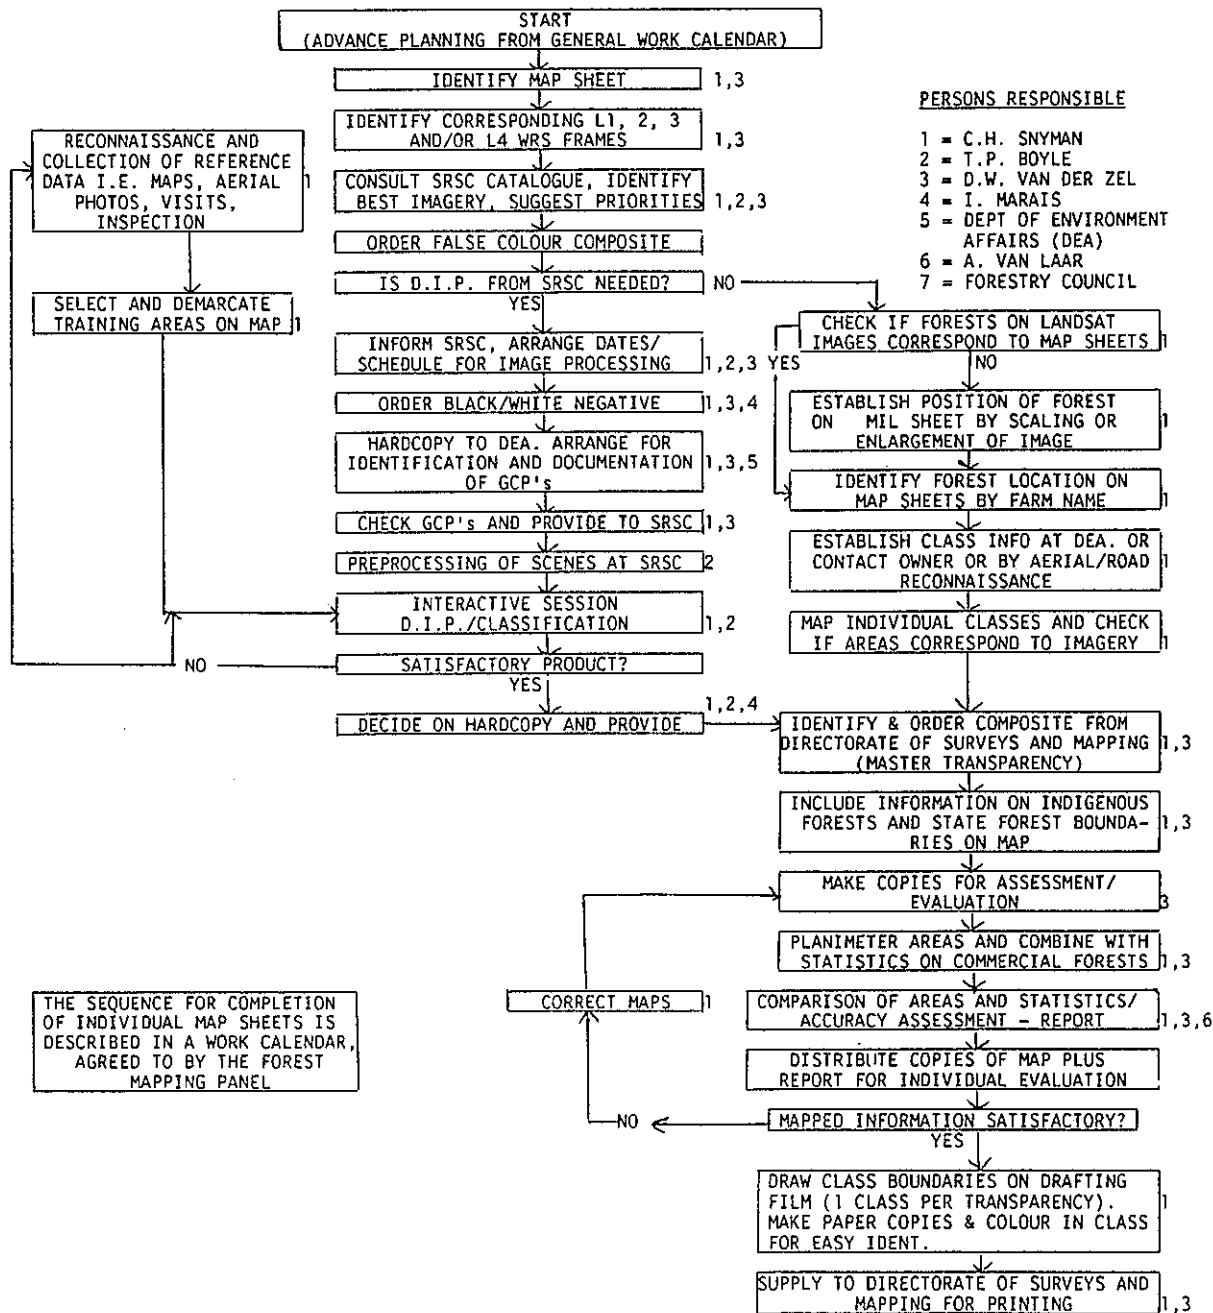 START
(ADVANCE PLANNING FROM GENERAL WORK CALENDAR)
IDENTIFY MAP SHEET 1,3
IDENTIFY CORRESPONDING L1, 2, 3
AND/OR L4 WRS FRAMES 1,3
CONSULT SRSC CATALOGUE, IDENTIFY
BEST IMAGERY, SUGGEST PRIORITIES 1,2,3
ORDER FALSE COLOUR COMPOSITE
IS D.I.P. FROM SRSC NEEDED? NO
YES
INFORM SRSC, ARRANGE DATES/
SCHEDULE FOR IMAGE PROCESSING 1,2,3
ORDER BLACK/WHITE NEGATIVE 1,3,4
HARDCOPY TO DEA. ARRANGE FOR
IDENTIFICATION AND DOCUMENTATION 1,3,5
OF GCP's
CHECK GCP's AND PROVIDE TO SRSC 1,3
PREPROCESSING OF SCENES AT SRSC 2
INTERACTIVE SESSION
D.I.P./CLASSIFICATION 1,2
NO SATISFACTORY PRODUCT?
YES
1,2,4
DECIDE ON HARDCOPY AND PROVIDE
RECONNAISSANCE AND
COLLECTION OF REFERENCE
DATA I.E. MAPS, AERIAL 1
PHOTOS, VISITS,
INSPECTION
SELECT AND DEMARCATE
TRAINING AREAS ON MAP 1
PERSONS RESPONSIBLE
1 = C.H. SNYMAN
2 = T.P. BOYLE
3 = D.W. VAN DER ZEL
4 = I. MARAIS
5 = DEPT OF ENVIRONMENT
AFFAIRS (DEA)
6 = A. VAN LAAR
7 = FORESTRY COUNCIL
CHECK IF FORESTS ON LANDSAT
IMAGES CORRESPOND TO MAP SHEETS 1
YES
NO
ESTABLISH POSITION OF FOREST
ON MIL SHEET BY SCALING OR 1
ENLARGEMENT OF IMAGE
IDENTIFY FOREST LOCATION ON
MAP SHEETS BY FARM NAME 1
ESTABLISH CLASS INFO AT DEA. OR
CONTACT OWNER OR BY AERIAL/ROAD 1
RECONNAISSANCE
MAP INDIVIDUAL CLASSES AND CHECK
IF AREAS CORRESPOND TO IMAGERY 1
IDENTIFY & ORDER COMPOSITE FROM
DIRECTORATE OF SURVEYS AND MAPPING 1,3
(MASTER TRANSPARENCY)
INCLUDE INFORMATION ON INDIGENOUS
FORESTS AND STATE FOREST BOUNDA- 1,3
RIES ON MAP
MAKE COPIES FOR ASSESSMENT/
EVALUATION 3
PLANIMETER AREAS AND COMBINE WITH
STATISTICS ON COMMERCIAL FORESTS 1,3
CORRECT MAPS 1
COMPARISON OF AREAS AND STATISTICS/
ACCURACY ASSESSMENT - REPORT 1,3,6
DISTRIBUTE COPIES OF MAP PLUS
REPORT FOR INDIVIDUAL EVALUATION
NO MAPPED INFORMATION SATISFACTORY?
YES
DRAW CLASS BOUNDARIES ON DRAFTING
FILM (1 CLASS PER TRANSPARENCY). 1
MAKE PAPER COPIES & COLOUR IN CLASS
FOR EASY IDENT.
SUPPLY TO DIRECTORATE OF SURVEYS AND
MAPPING FOR PRINTING 1,3
THE SEQUENCE FOR COMPLETION
OF INDIVIDUAL MAP SHEETS IS
DESCRIBED IN A WORK CALENDAR,
AGREED TO BY THE FOREST
MAPPING PANEL